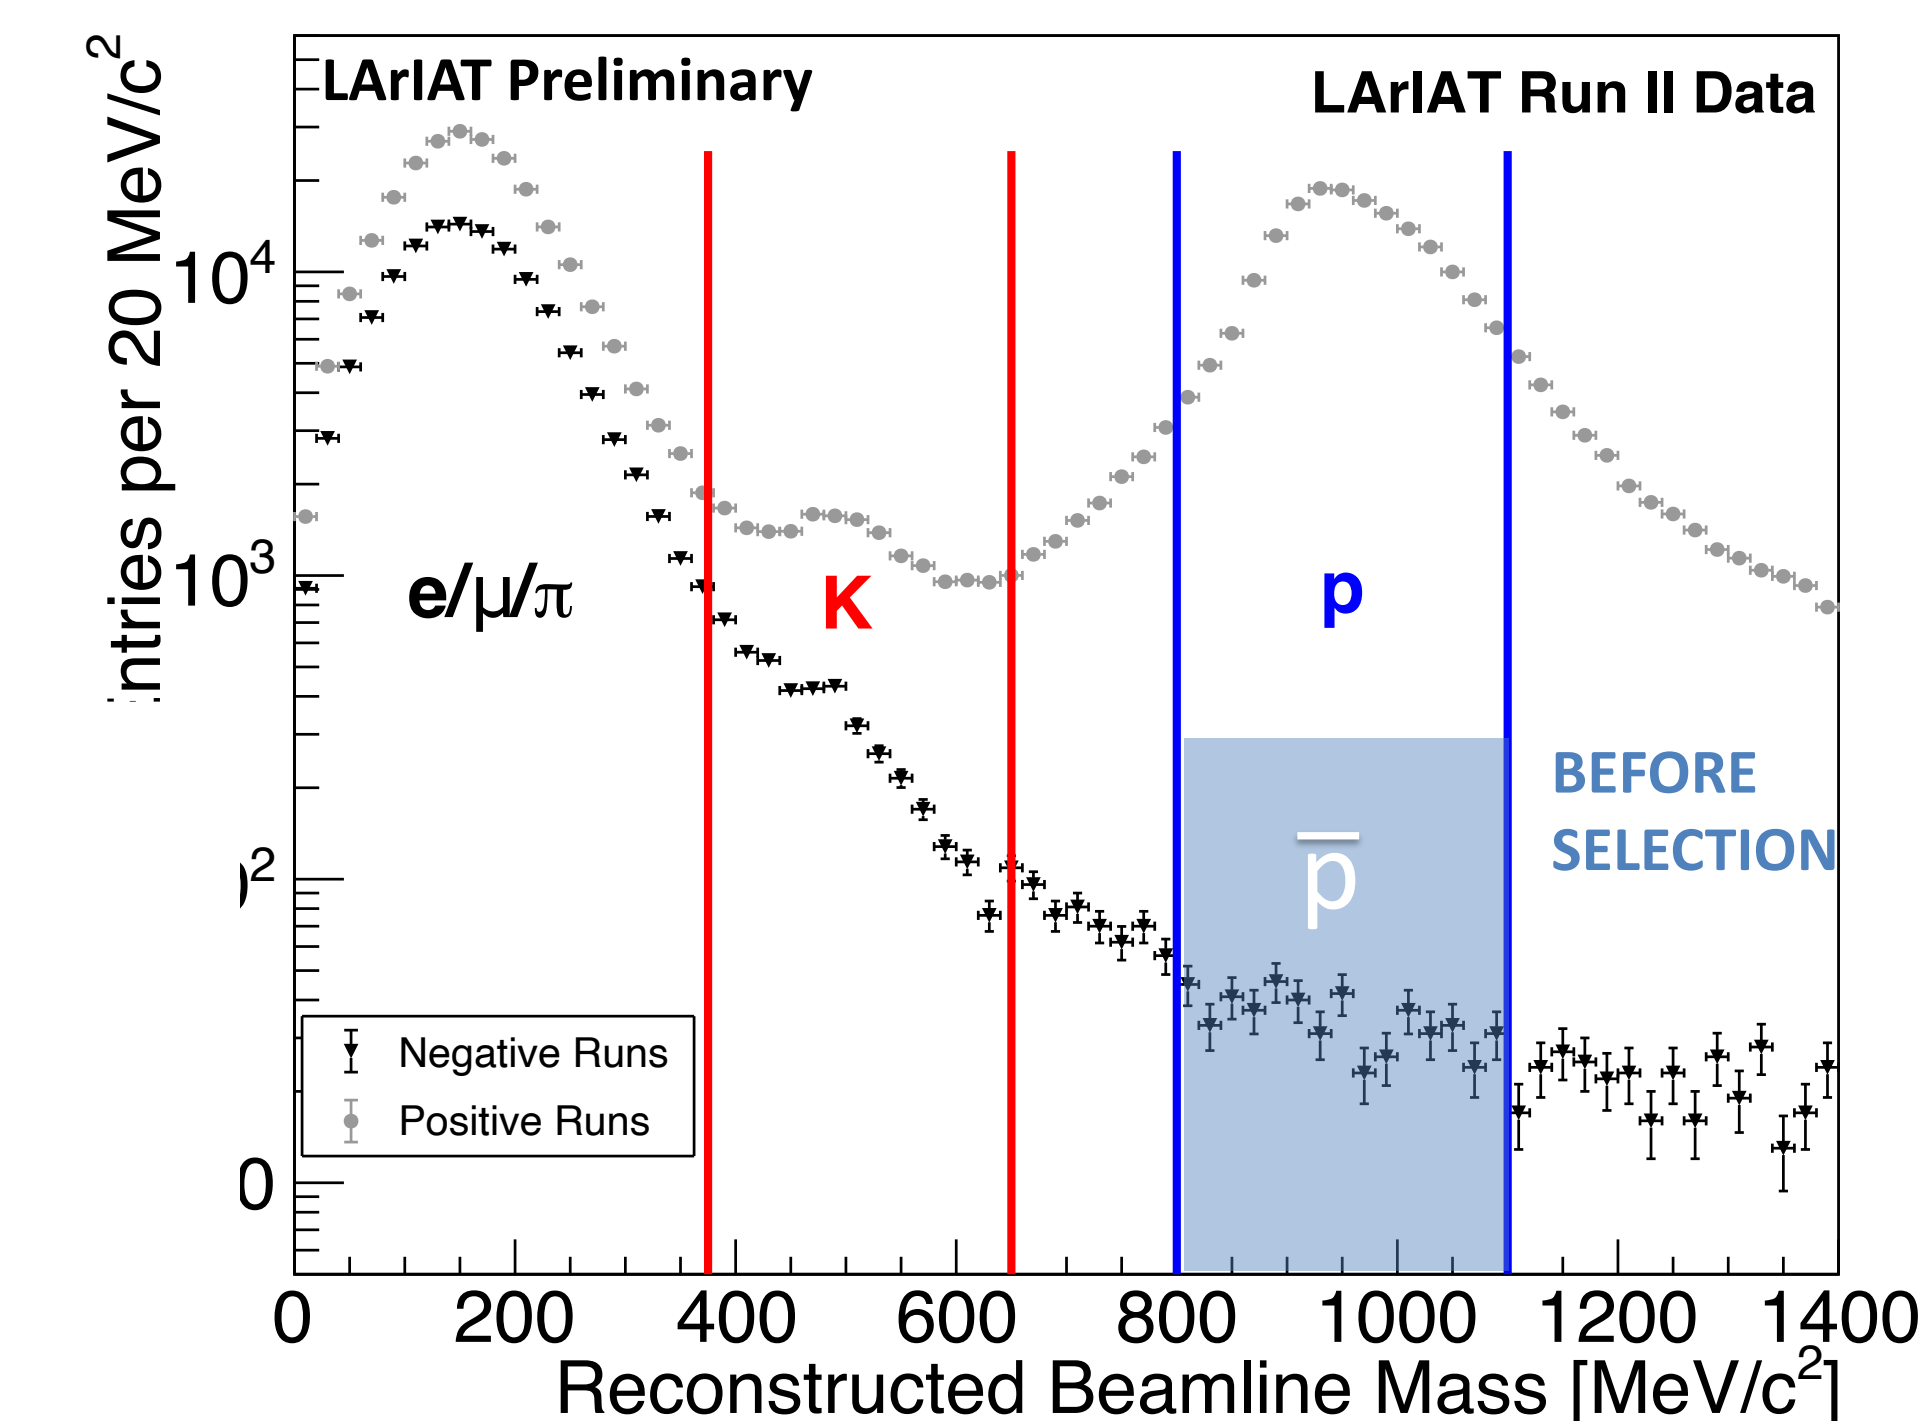 LArIAT Preliminary
LArIAT Run II Data
ntries per 20 MeV/c²
10⁴
10³
²
0
e/μ/π
K
p
p̅
BEFORE
SELECTION
Negative Runs
Positive Runs
0 200 400 600 800 1000 1200 1400
Reconstructed Beamline Mass [MeV/c²]